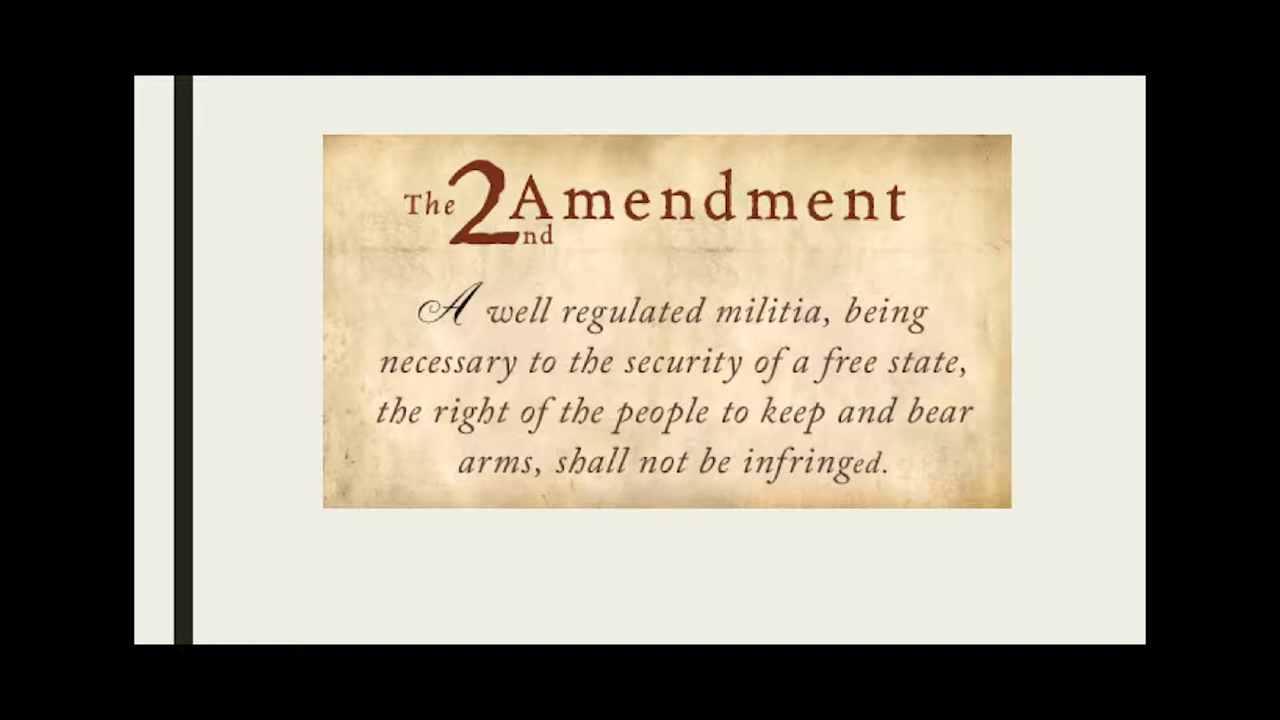 The 2nd Amendment
A well regulated militia, being
necessary to the security of a free state,
the right of the people to keep and bear
arms, shall not be infringed.